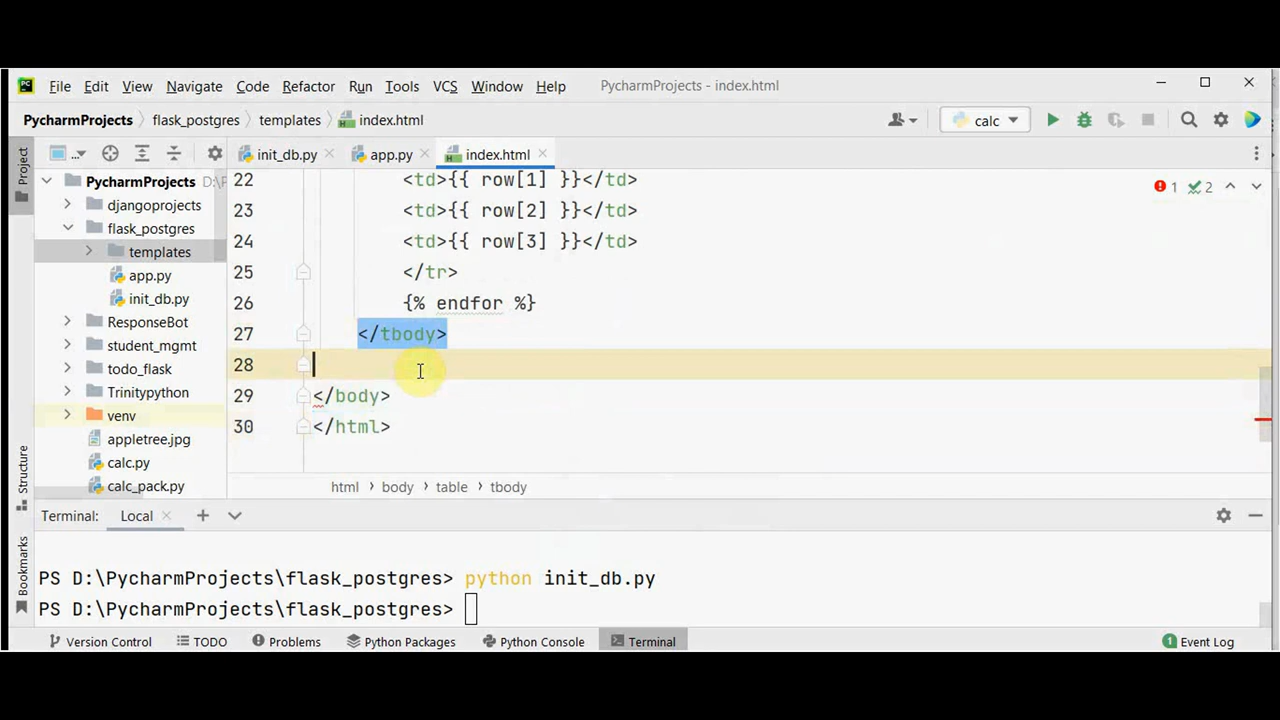 PC File Edit View Navigate Code Refactor Run Tools VCS Window Help PycharmProjects - index.html
PycharmProjects flask_postgres templates index.html calc
Project ... init_db.py app.py index.html
PycharmProjects D:\P
djangoprojects
flask_postgres
templates
app.py
init_db.py
ResponseBot
student_mgmt
todo_flask
Trinitypython
venv
appletree.jpg
calc.py
calc_pack.py
22 <td>{{ row[1] }}</td>
23 <td>{{ row[2] }}</td>
24 <td>{{ row[3] }}</td>
25 </tr>
26 {% endfor %}
27 </tbody>
28
29 </body>
30 </html>
1 2
html body table tbody
Structure
Bookmarks
Terminal: Local
PS D:\PycharmProjects\flask_postgres> python init_db.py
PS D:\PycharmProjects\flask_postgres>
Version Control TODO Problems Python Packages Python Console Terminal 1 Event Log